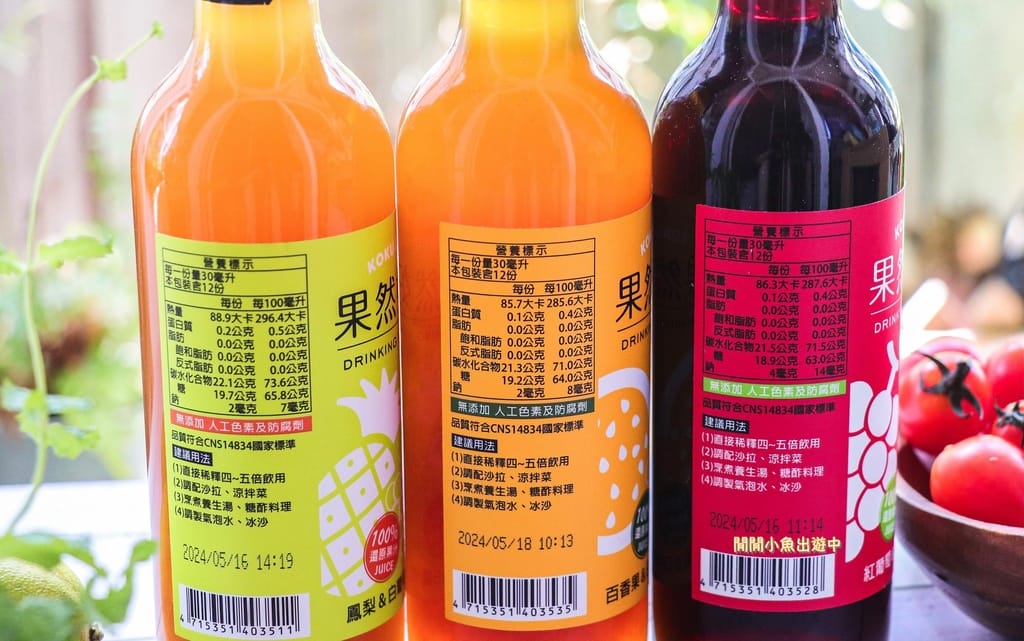 營養標示
每一份量30毫升
本包裝含12份
每份 每100毫升
熱量 88.9大卡 296.4大卡
蛋白質 0.2公克 0.5公克
脂肪 0.0公克 0.0公克
飽和脂肪 0.0公克 0.0公克
反式脂肪 0.0公克 0.0公克
碳水化合物 22.1公克 73.6公克
糖 19.7公克 65.8公克
鈉 2毫克 7毫克
無添加 人工色素及防腐劑
品質符合CNS14834國家標準
建議用法
(1)直接稀釋四~五倍飲用
(2)調配沙拉、涼拌菜
(3)烹煮養生湯、糖酢料理
(4)調製氣泡水、冰沙
2024/05/16 14:19
4 715351 403511
KOKU
果然
DRINKING
100%
還原果汁
JUICE
鳳梨&白
營養標示
每一份量30毫升
本包裝含12份
每份 每100毫升
熱量 85.7大卡 285.6大卡
蛋白質 0.1公克 0.4公克
脂肪 0.0公克 0.0公克
飽和脂肪 0.0公克 0.0公克
反式脂肪 0.0公克 0.0公克
碳水化合物 21.3公克 71.0公克
糖 19.2公克 64.0公克
鈉 2毫克 8毫克
無添加 人工色素及防腐劑
品質符合CNS14834國家標準
建議用法
(1)直接稀釋四~五倍飲用
(2)調配沙拉、涼拌菜
(3)烹煮養生湯、糖酢料理
(4)調製氣泡水、冰沙
2024/05/18 10:13
4 715351 403535
果然
DRIN
百香果&
營養標示
每一份量30毫升
本包裝含12份
每份 每100毫升
熱量 86.3大卡 287.6大卡
蛋白質 0.1公克 0.4公克
脂肪 0.0公克 0.0公克
飽和脂肪 0.0公克 0.0公克
反式脂肪 0.0公克 0.0公克
碳水化合物 21.5公克 71.5公克
糖 18.9公克 63.0公克
鈉 4毫克 14毫克
無添加 人工色素及防腐劑
品質符合CNS14834國家標準
建議用法
(1)直接稀釋四~五倍飲用
(2)調配沙拉、涼拌菜
(3)烹煮養生湯、糖酢料理
(4)調製氣泡水、冰沙
2024/05/16 11:14
開開小魚出遊中
4 715351 403528
果然
DRIN
紅葡萄